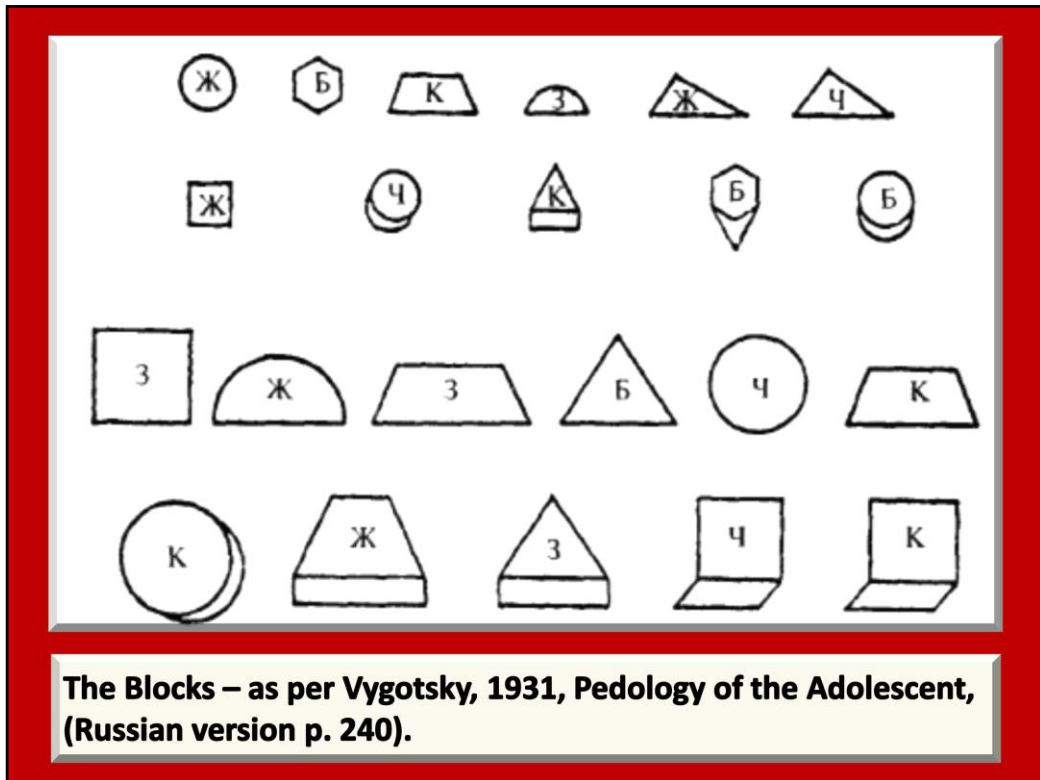 Ж Б К З Ж Ч
Ж Ч К Б Б
З Ж З Б Ч К
К Ж З Ч К
The Blocks – as per Vygotsky, 1931, Pedology of the Adolescent,
(Russian version p. 240).